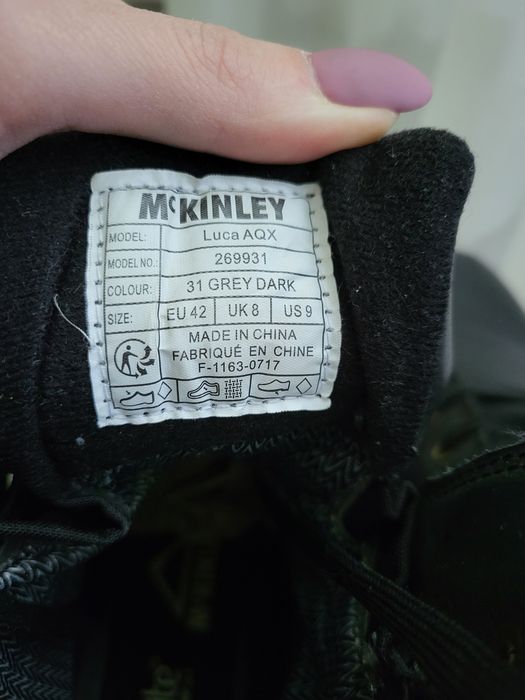 McKINLEY
MODEL: Luca AQX
MODEL NO.: 269931
COLOUR: 31 GREY DARK
SIZE: EU 42 UK 8 US 9
MADE IN CHINA
FABRIQUÉ EN CHINE
F-1163-0717